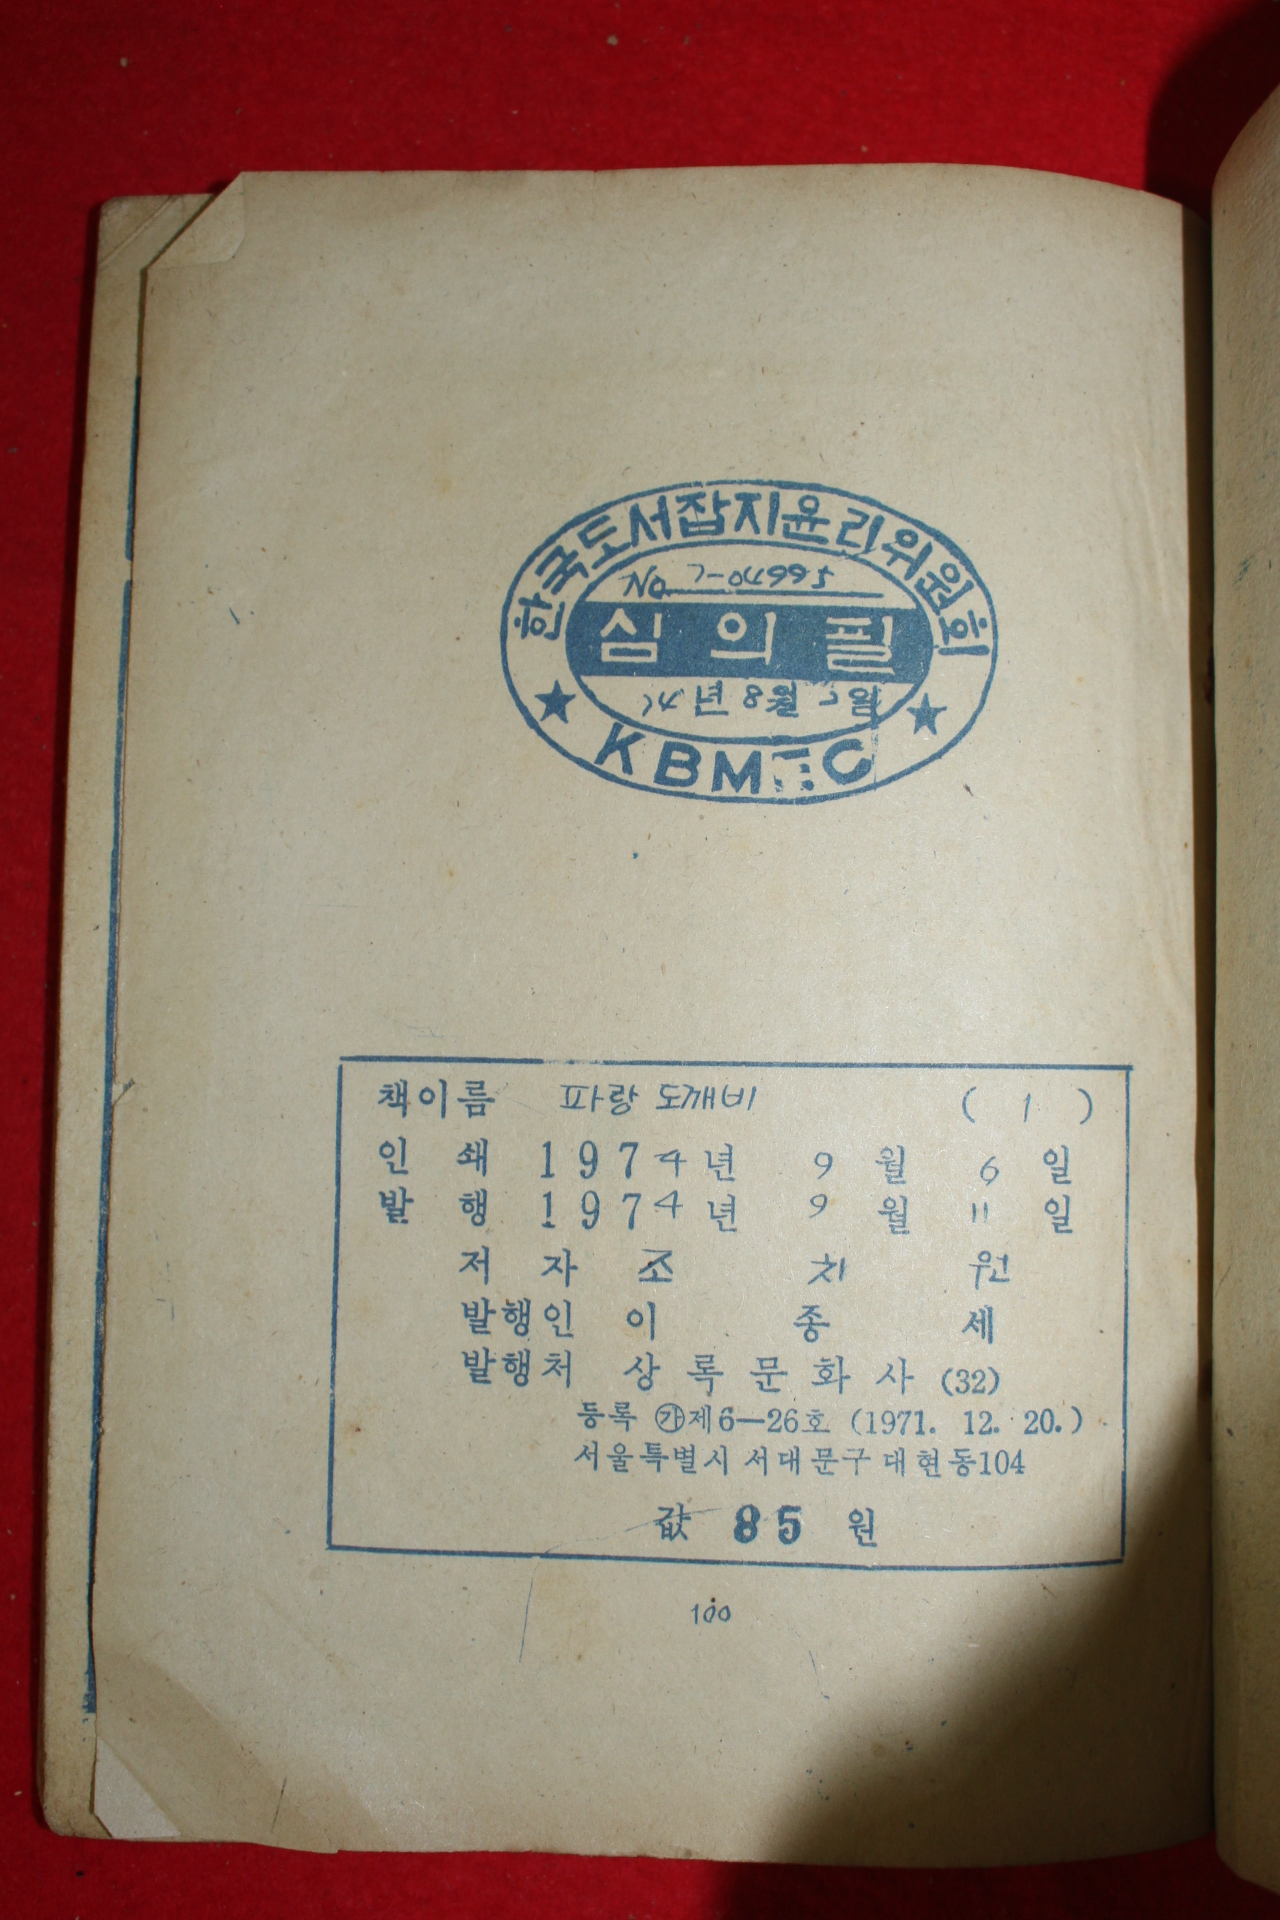 한국도서잡지윤리위원회
No 7-04995
심의필
74년 8월 일
★ KBMEC ★
책이름 파랑 도깨비 ( 1 )
인 쇄 1974년 9월 6일
발 행 1974년 9월 11일
저 자 조 치 원
발행인 이 종 세
발행처 상록문화사 (32)
등록 ㉮제6—26호 (1971. 12. 20.)
서울특별시 서대문구 대현동104
값 85 원
100